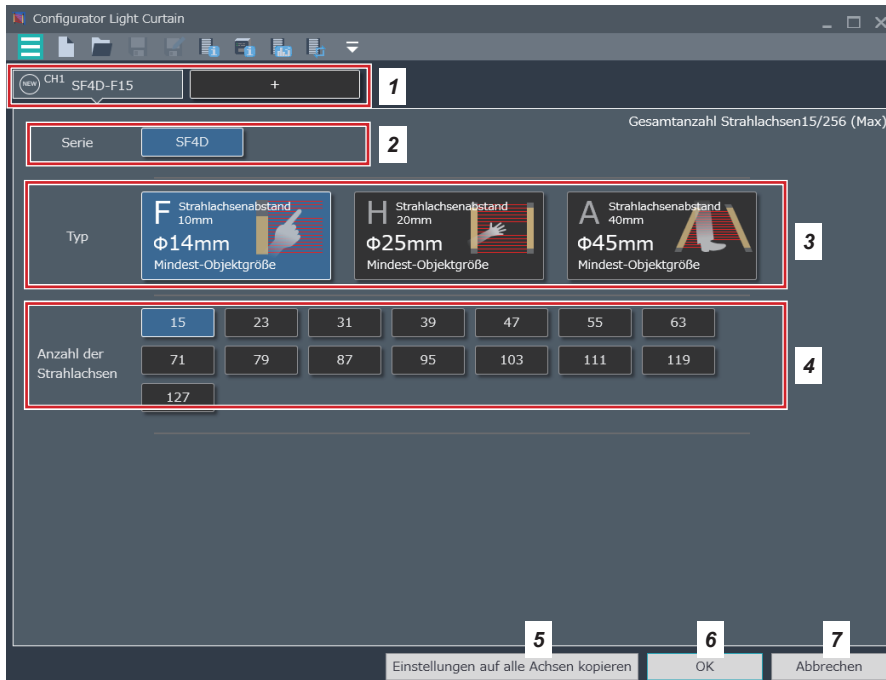 Configurator Light Curtain
NEW CH1 SF4D-F15
+
1
Gesamtanzahl Strahlachsen15/256 (Max)
Serie
SF4D
2
Typ
F Strahlachsenabstand
10mm
Φ14mm
Mindest-Objektgröße
H Strahlachsenabstand
20mm
Φ25mm
Mindest-Objektgröße
A Strahlachsenabstand
40mm
Φ45mm
Mindest-Objektgröße
3
Anzahl der
Strahlachsen
15 23 31 39 47 55 63
71 79 87 95 103 111 119
127
4
5
6
7
Einstellungen auf alle Achsen kopieren
OK
Abbrechen